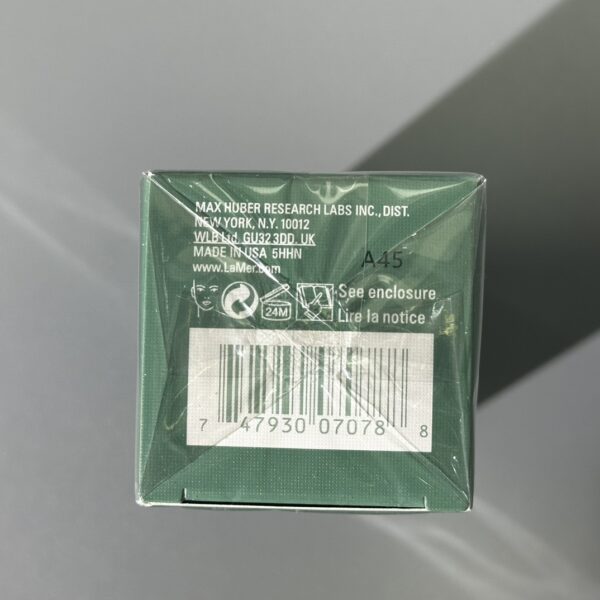 MAX HUBER RESEARCH LABS INC., DIST.
NEW YORK, N.Y. 10012
WLB Ltd. GU32 3DD, UK
MADE IN USA 5HHN
www.LaMer.com
A45
24M
See enclosure
Lire la notice
7 47930 07078 8